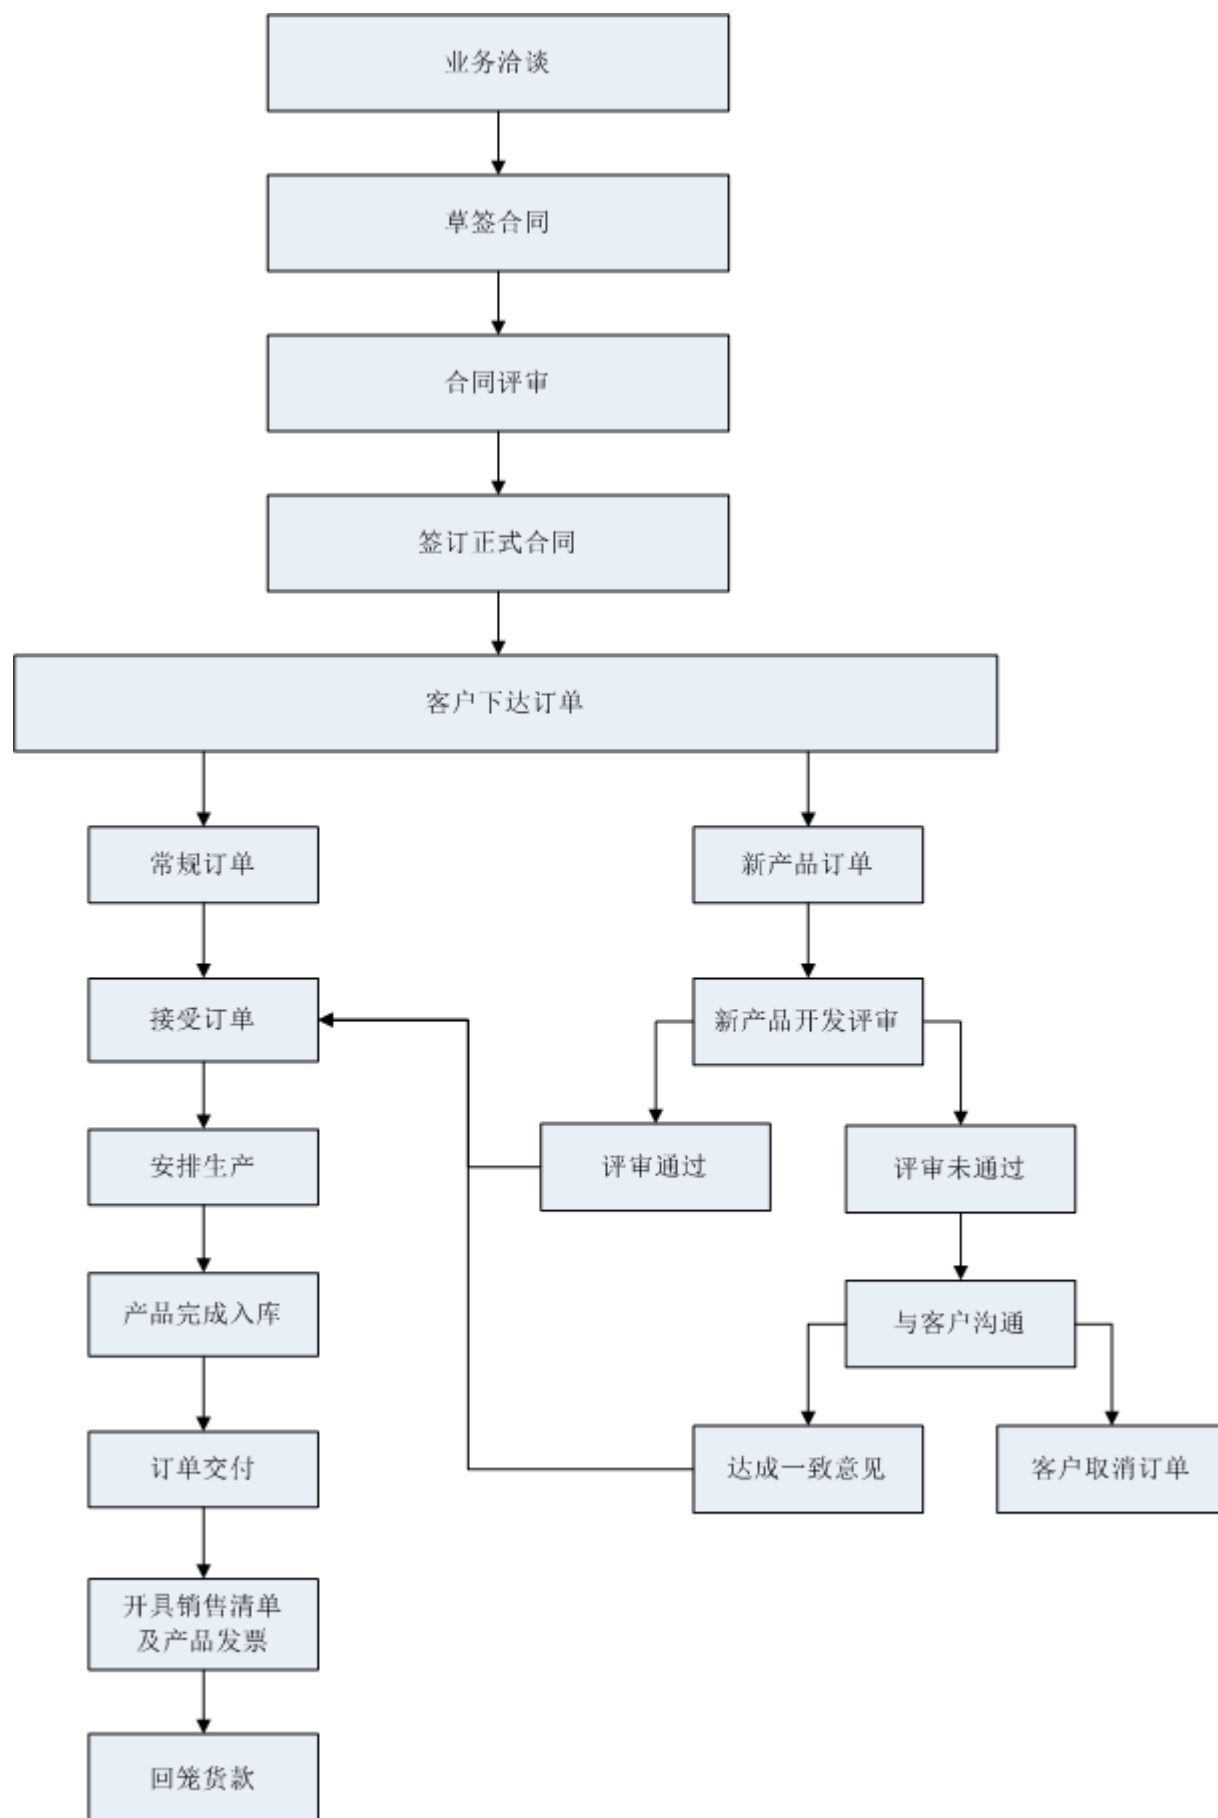 业务洽谈
草签合同
合同评审
签订正式合同
客户下达订单
常规订单
新产品订单
接受订单
新产品开发评审
安排生产
评审通过
评审未通过
产品完成入库
与客户沟通
订单交付
达成一致意见
客户取消订单
开具销售清单
及产品发票
回笼货款